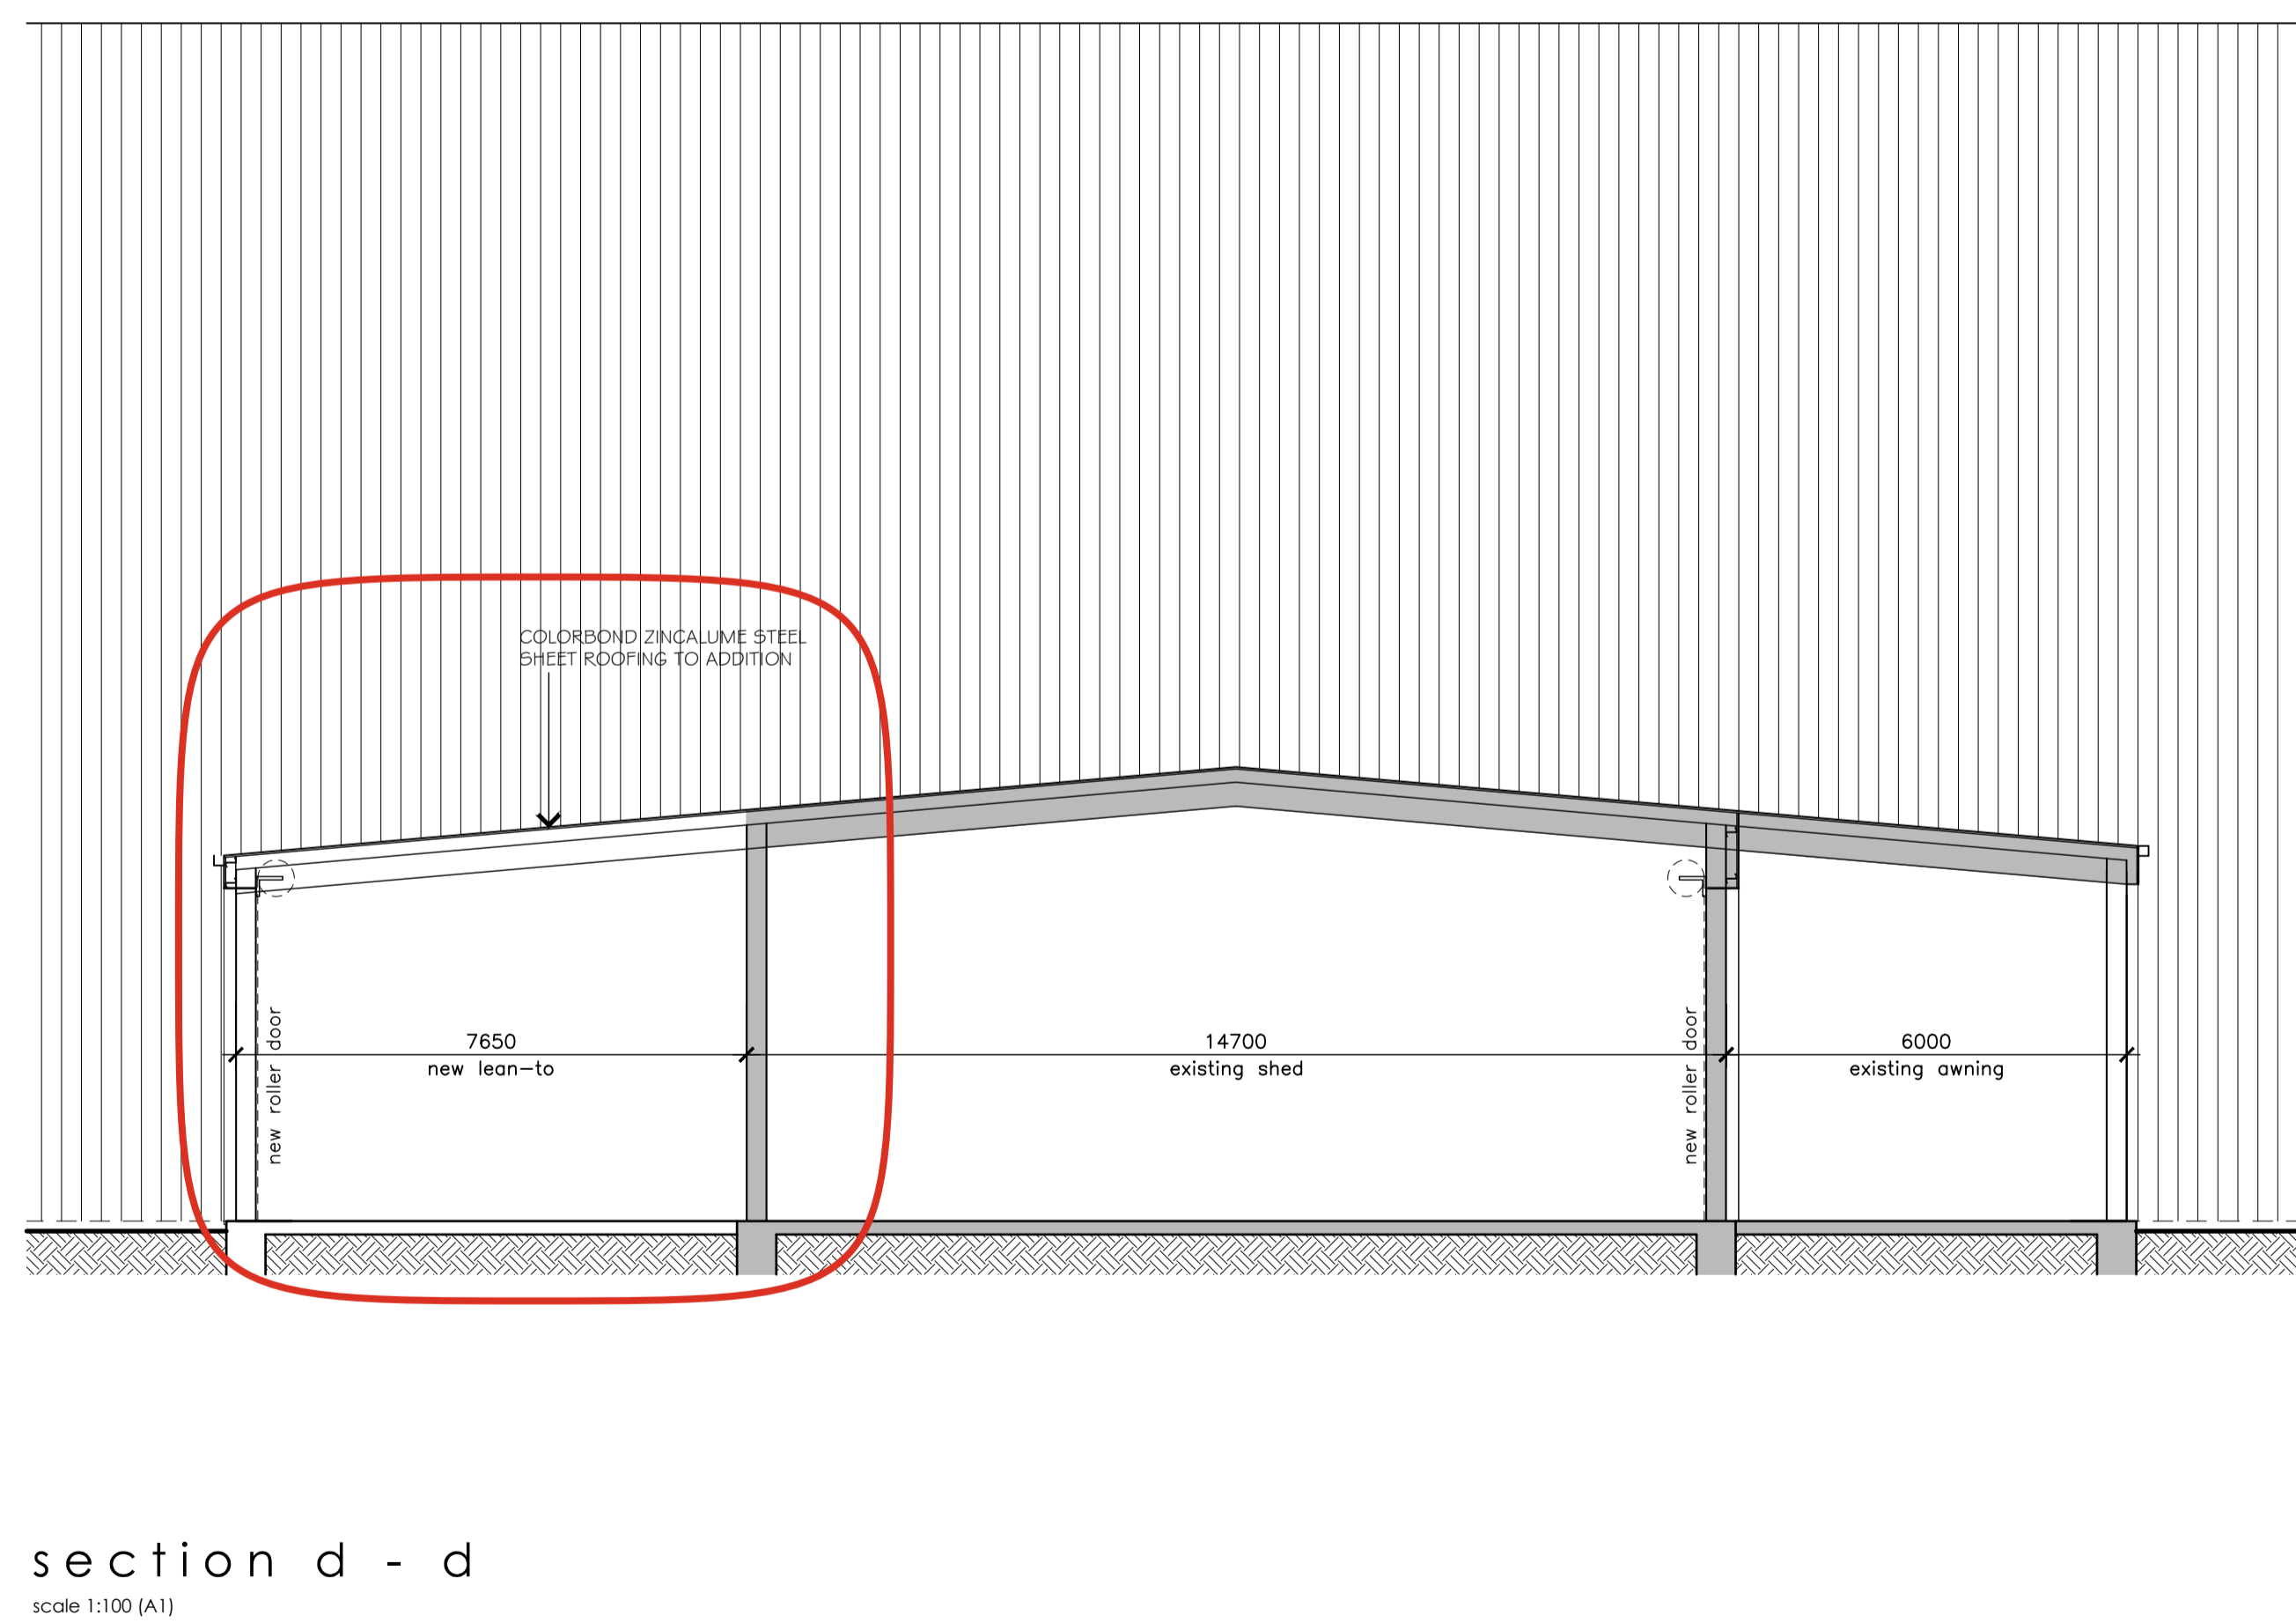 COLORBOND ZINCALUME STEEL
SHEET ROOFING TO ADDITION
new roller door
7650
new lean-to
14700
existing shed
new roller door
6000
existing awning
section d - d
scale 1:100 (A1)